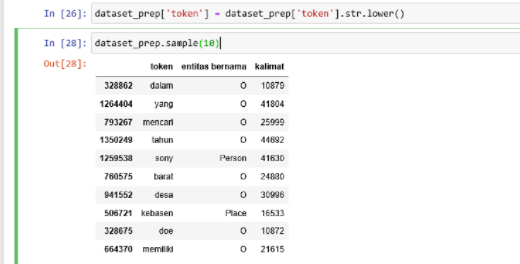 In [26]: dataset_prep['token'] = dataset_prep['token'].str.lower()
In [28]: dataset_prep.sample(10)
Out[28]:
token entitas bernama kalimat
328862 dalam O 10879
1264404 yang O 41804
793267 mencari O 25999
1350249 tahun O 44692
1259538 sony Person 41630
760575 barat O 24880
941552 desa O 30996
506721 kebasen Place 16533
328675 doe O 10872
664370 memiliki O 21615